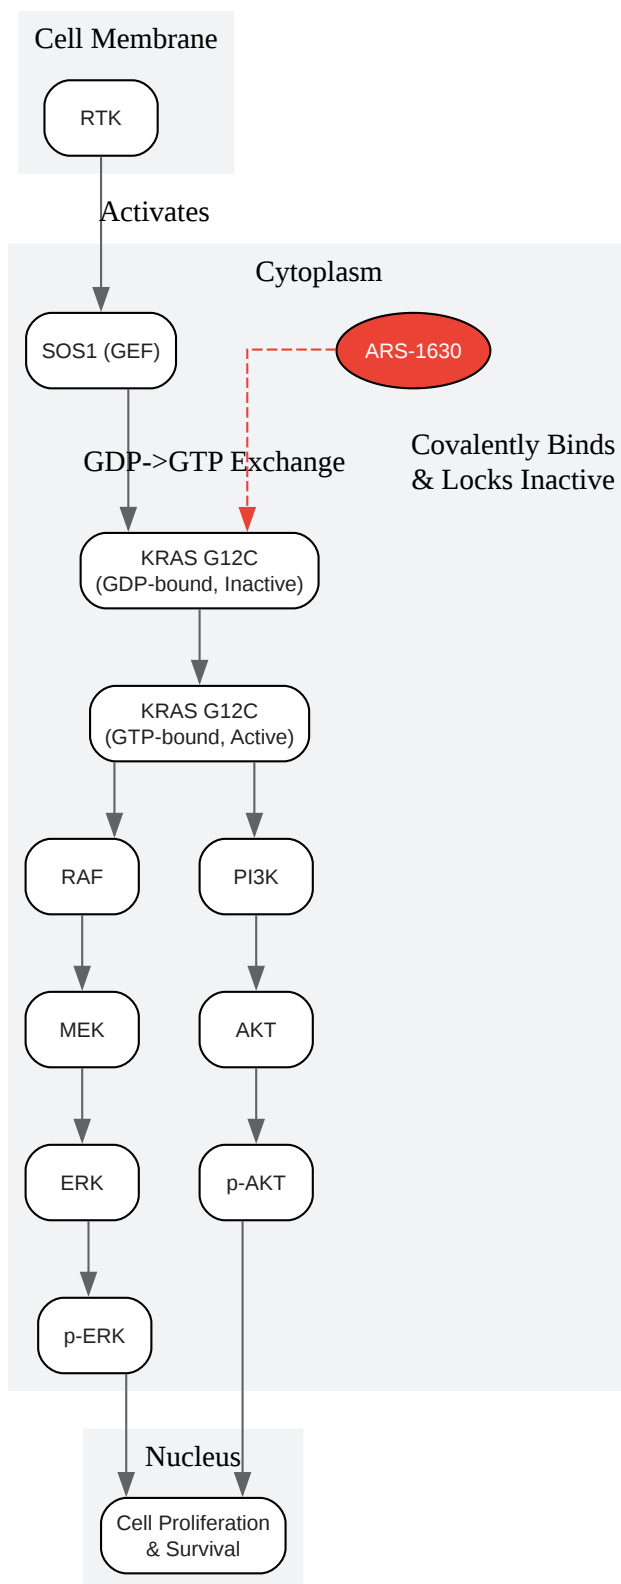 Cell Membrane
RTK
Activates
Cytoplasm
SOS1 (GEF)
ARS-1630
GDP->GTP Exchange
Covalently Binds
& Locks Inactive
KRAS G12C
(GDP-bound, Inactive)
KRAS G12C
(GTP-bound, Active)
RAF
PI3K
MEK
AKT
ERK
p-AKT
p-ERK
Nucleus
Cell Proliferation
& Survival